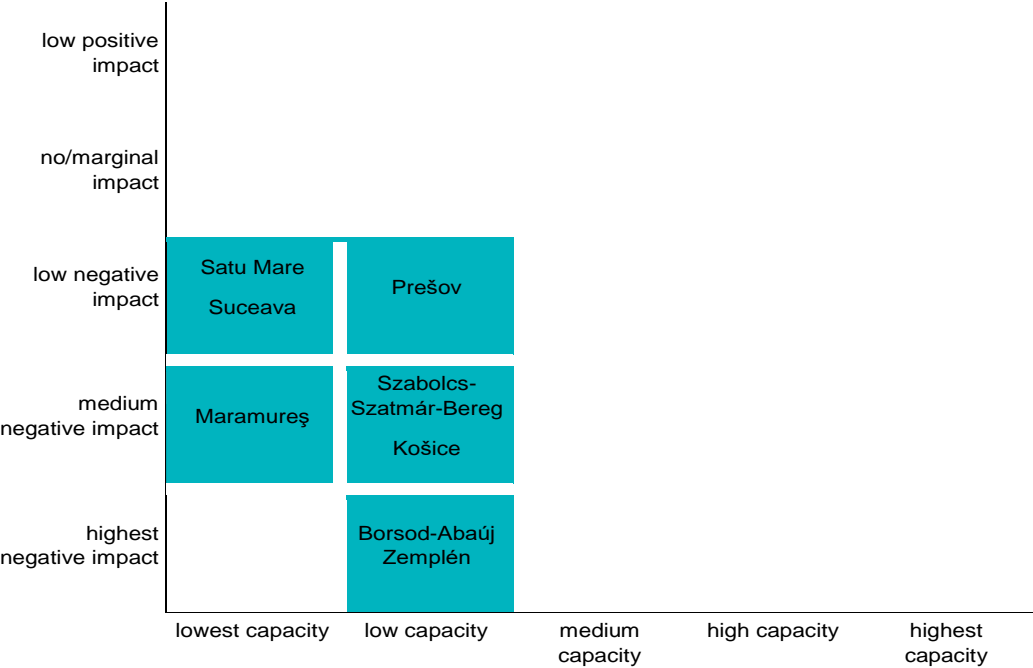 low positive
impact
no/marginal
impact
low negative
impact
Satu Mare
Suceava
Prešov
medium
negative impact
Maramureş
Szabolcs-
Szatmár-Bereg
Košice
highest
negative impact
Borsod-Abaúj
Zemplén
lowest capacity
low capacity
medium
capacity
high capacity
highest
capacity